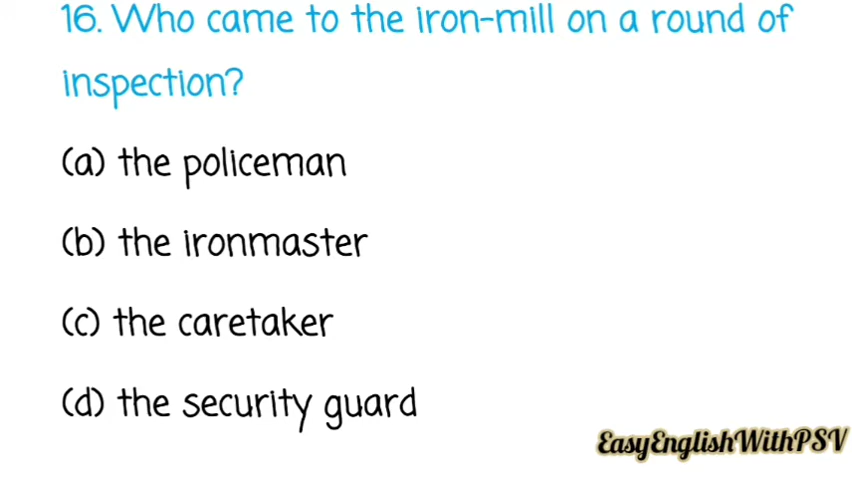 16. Who came to the iron-mill on a round of
inspection?
(a) the policeman
(b) the ironmaster
(c) the caretaker
(d) the security guard
EasyEnglishWithPSV